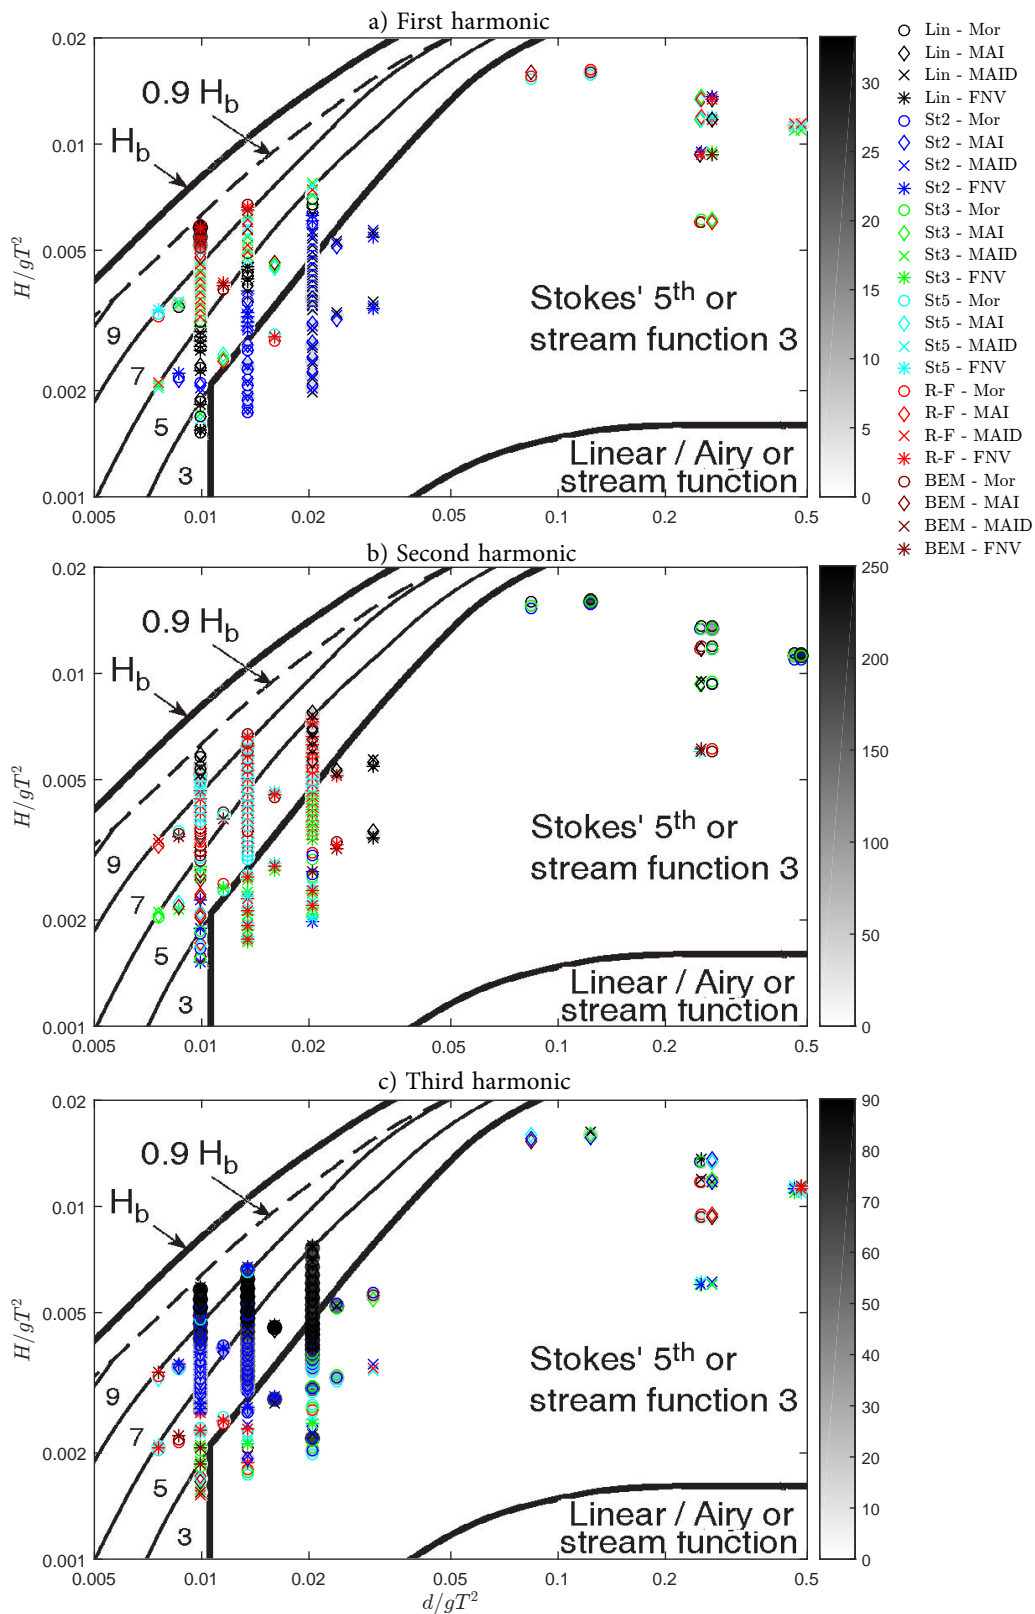 a) First harmonic
0.02
0.01
0.005
0.002
0.001
H/gT²
0.9 H_b
H_b
9
7
5
3
Stokes' 5th or
stream function 3
Linear / Airy or
stream function
0.005
0.01
0.02
0.05
0.1
0.2
0.5
30
25
20
15
10
5
0
Lin - Mor
Lin - MAI
Lin - MAID
Lin - FNV
St2 - Mor
St2 - MAI
St2 - MAID
St2 - FNV
St3 - Mor
St3 - MAI
St3 - MAID
St3 - FNV
St5 - Mor
St5 - MAI
St5 - MAID
St5 - FNV
R-F - Mor
R-F - MAI
R-F - MAID
R-F - FNV
BEM - Mor
BEM - MAI
BEM - MAID
BEM - FNV
b) Second harmonic
0.02
0.01
0.005
0.002
0.001
H/gT²
0.9 H_b
H_b
9
7
5
3
Stokes' 5th or
stream function 3
Linear / Airy or
stream function
0.005
0.01
0.02
0.05
0.1
0.2
0.5
250
200
150
100
50
0
c) Third harmonic
0.02
0.01
0.005
0.002
0.001
H/gT²
0.9 H_b
H_b
9
7
5
3
Stokes' 5th or
stream function 3
Linear / Airy or
stream function
0.005
0.01
0.02
0.05
0.1
0.2
0.5
d/gT²
90
80
70
60
50
40
30
20
10
0